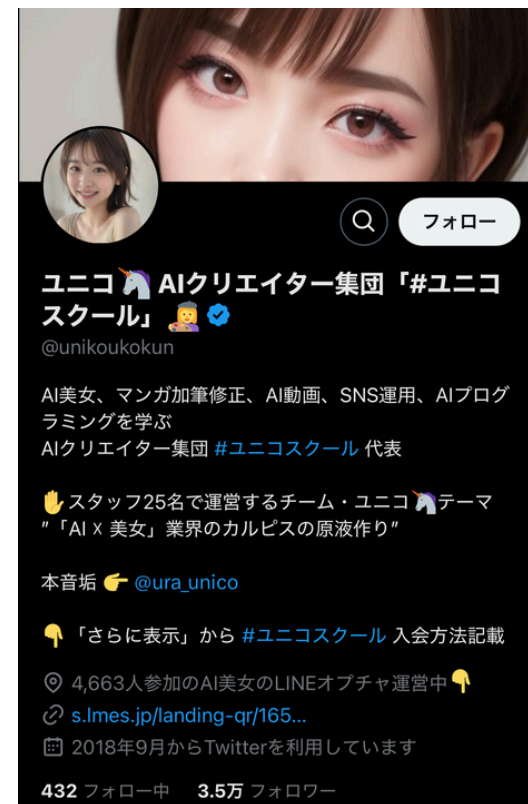 フォロー
ユニコ🦄 AIクリエイター集団「#ユニコ
スクール」 👩‍🎨
@unikoukokun
AI美女、マンガ加筆修正、AI動画、SNS運用、AIプログ
ラミングを学ぶ
AIクリエイター集団 #ユニコスクール 代表
✋スタッフ25名で運営するチーム・ユニコ🦄テーマ
"「AI☓美女」業界のカルピスの原液作り"
本音垢 👉 @ura_unico
👇「さらに表示」から #ユニコスクール 入会方法記載
4,663人参加のAI美女のLINEオプチャ運営中👇
s.lmes.jp/landing-qr/165...
2018年9月からTwitterを利用しています
432 フォロー中 3.5万 フォロワー